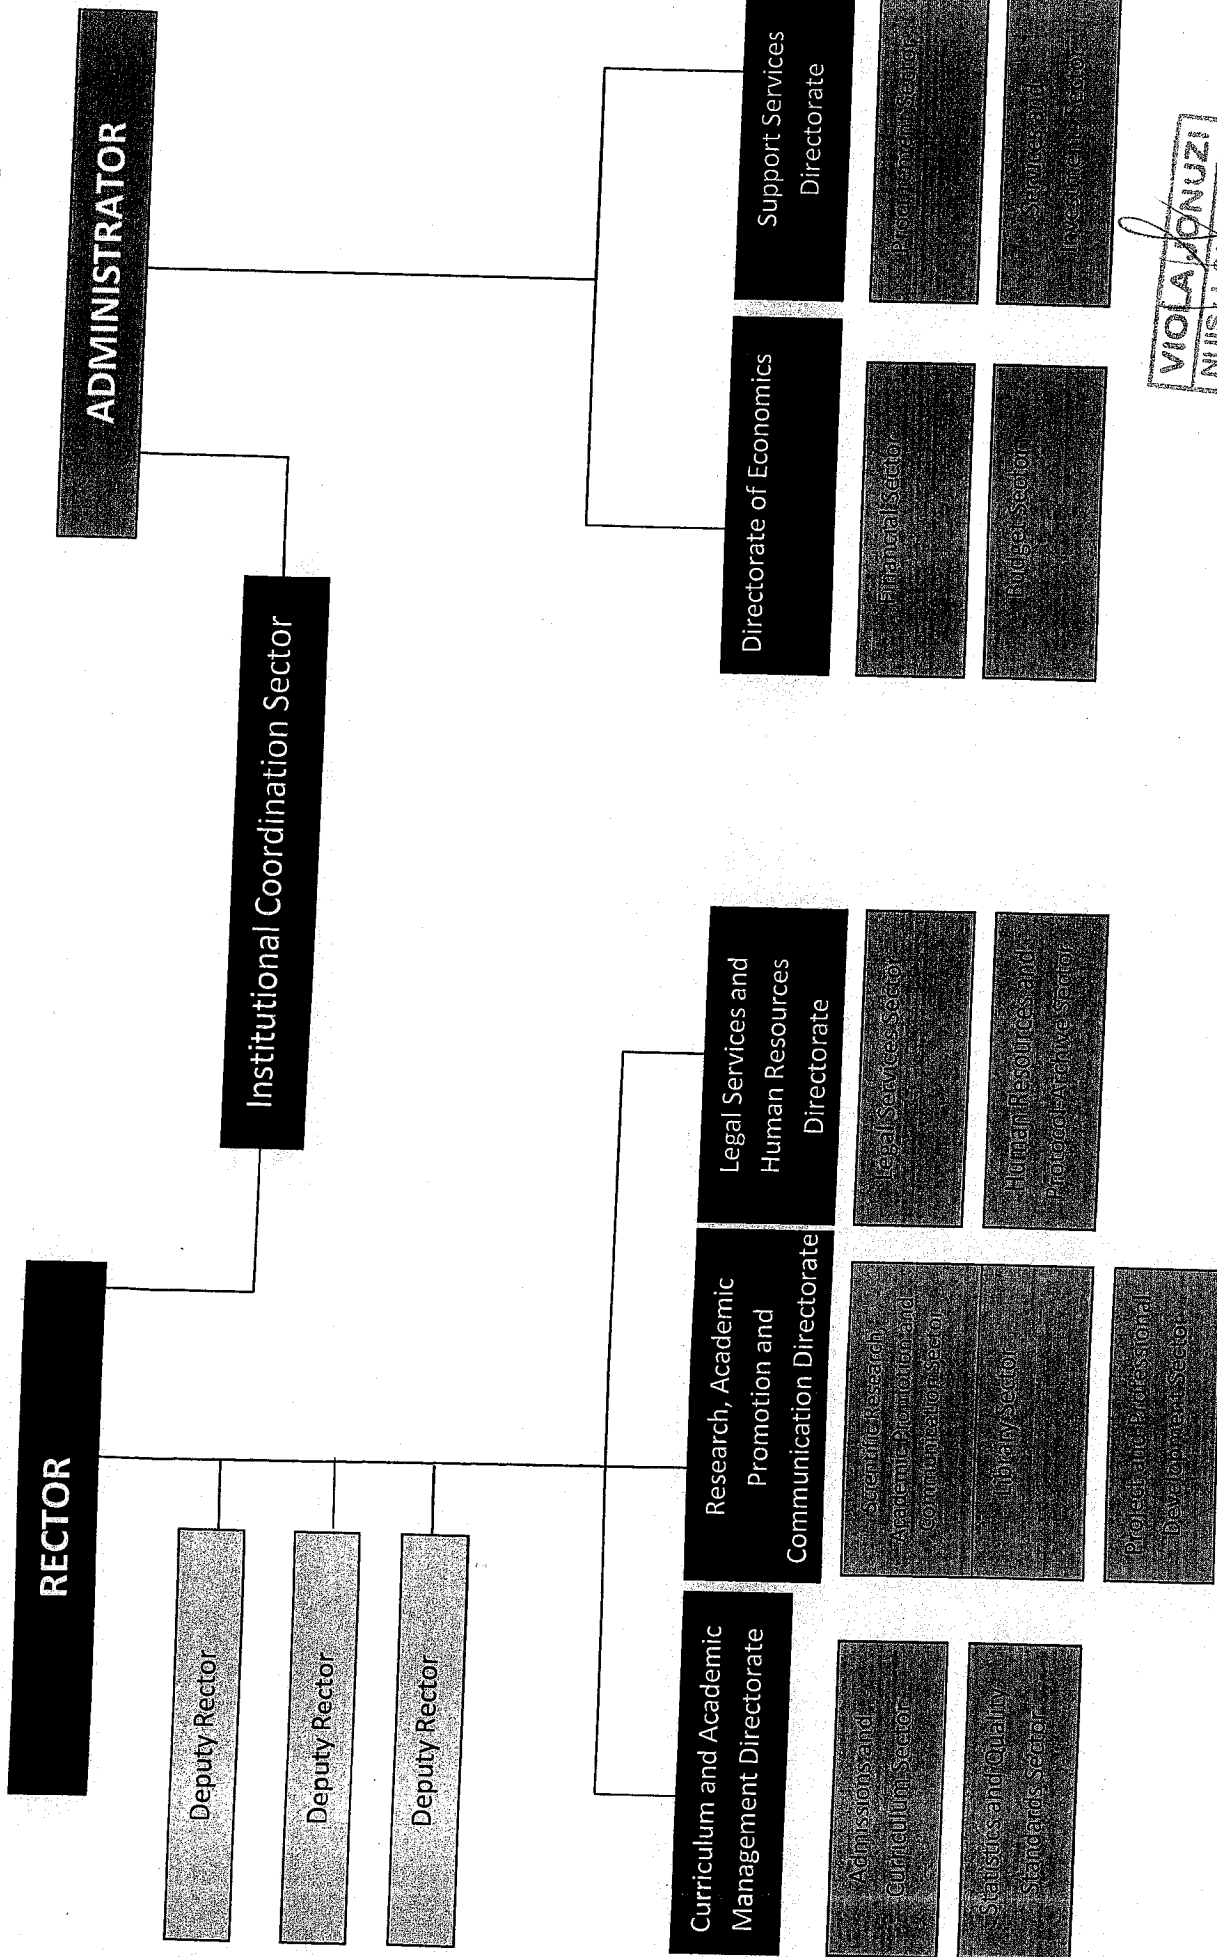 RECTOR
ADMINISTRATOR
Institutional Coordination Sector
Deputy Rector
Deputy Rector
Deputy Rector
Curriculum and Academic
Management Directorate
Research, Academic
Promotion and
Communication Directorate
Legal Services and
Human Resources
Directorate
Directorate of Economics
Support Services
Directorate
Admissions and
Curriculum Sector
Statistics and Quality
Standards Sector
Scientific Research,
Academic Promotion and
Communication Sector
Library Sector
Project and Professional
Development Sector
Legal Services Sector
Human Resources and
Protocol-Archive Sector
Financial Sector
Budget Sector
Procurement Sector
Services and
Investment Sector
VIOLA JONUZI